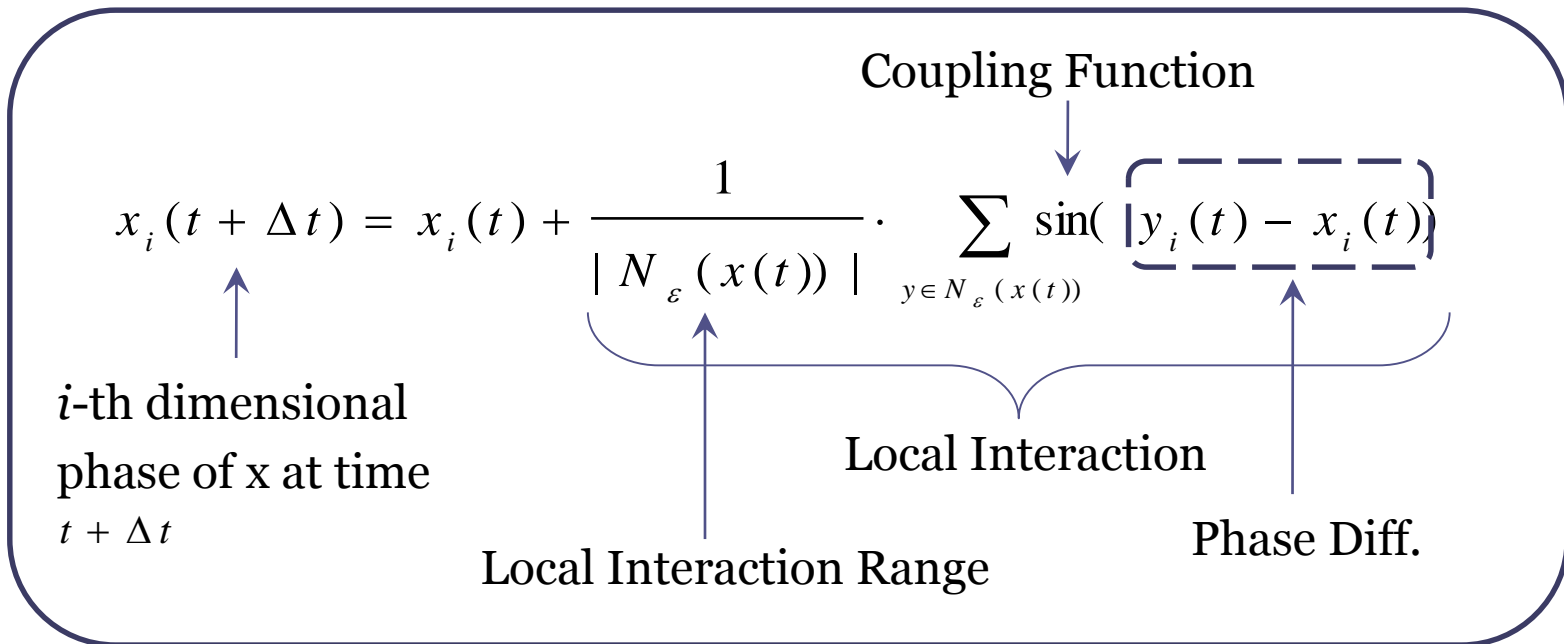 Coupling Function
x_i(t + Δt) = x_i(t) + 1 / |N_ε(x(t))| · ∑_{y∈N_ε(x(t))} sin( y_i(t) − x_i(t))
i-th dimensional
phase of x at time
t + Δt
Local Interaction
Local Interaction Range
Phase Diff.